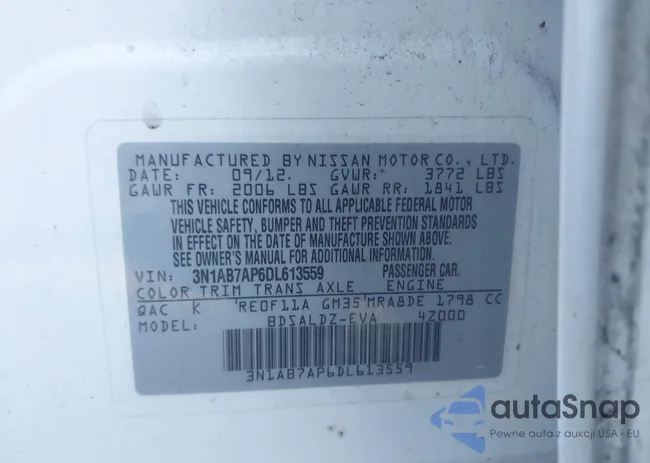 MANUFACTURED BY NISSAN MOTOR CO., LTD.
DATE: 09/12. GVWR: 3772 LBS
GAWR FR: 2006 LBS GAWR RR: 1841 LBS
THIS VEHICLE CONFORMS TO ALL APPLICABLE FEDERAL MOTOR
VEHICLE SAFETY, BUMPER AND THEFT PREVENTION STANDARDS
IN EFFECT ON THE DATE OF MANUFACTURE SHOWN ABOVE.
SEE OWNER'S MANUAL FOR ADDITIONAL INFORMATION.
VIN: 3N1AB7AP6DL613559 PASSENGER CAR.
COLOR TRIM TRANS AXLE ENGINE
QAC K RE0F11A GM35 MRA8DE 1798 CC
MODEL: BDSALDZ-EVA 4Z000
3N1AB7AP6DL613559
autoSnap
Pewne auta z aukcji USA i EU